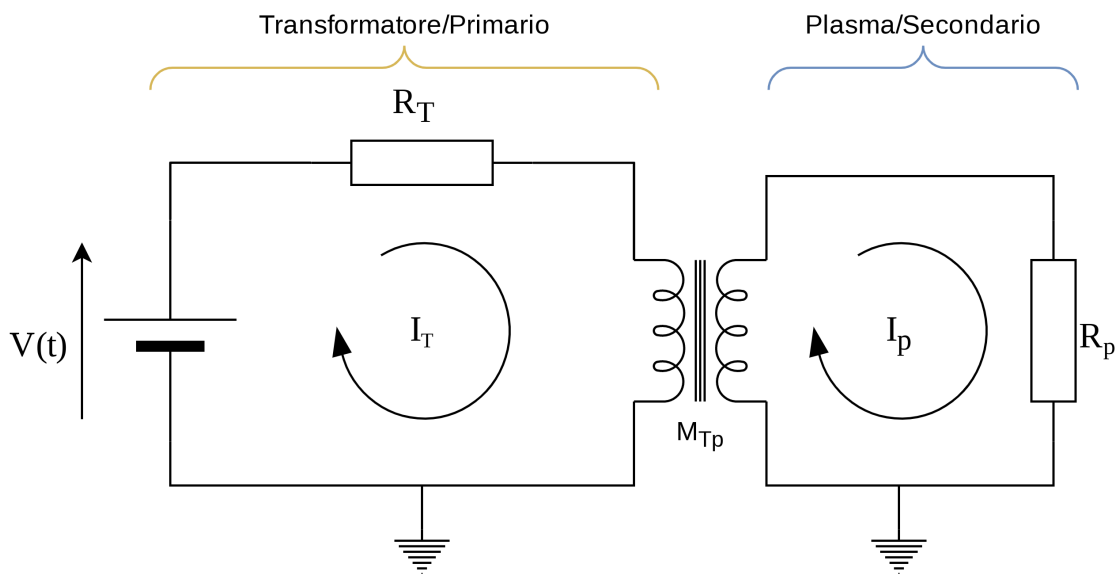 Transformatore/Primario
Plasma/Secondario
R_T
V(t)
I_T
I_p
R_p
M_Tp